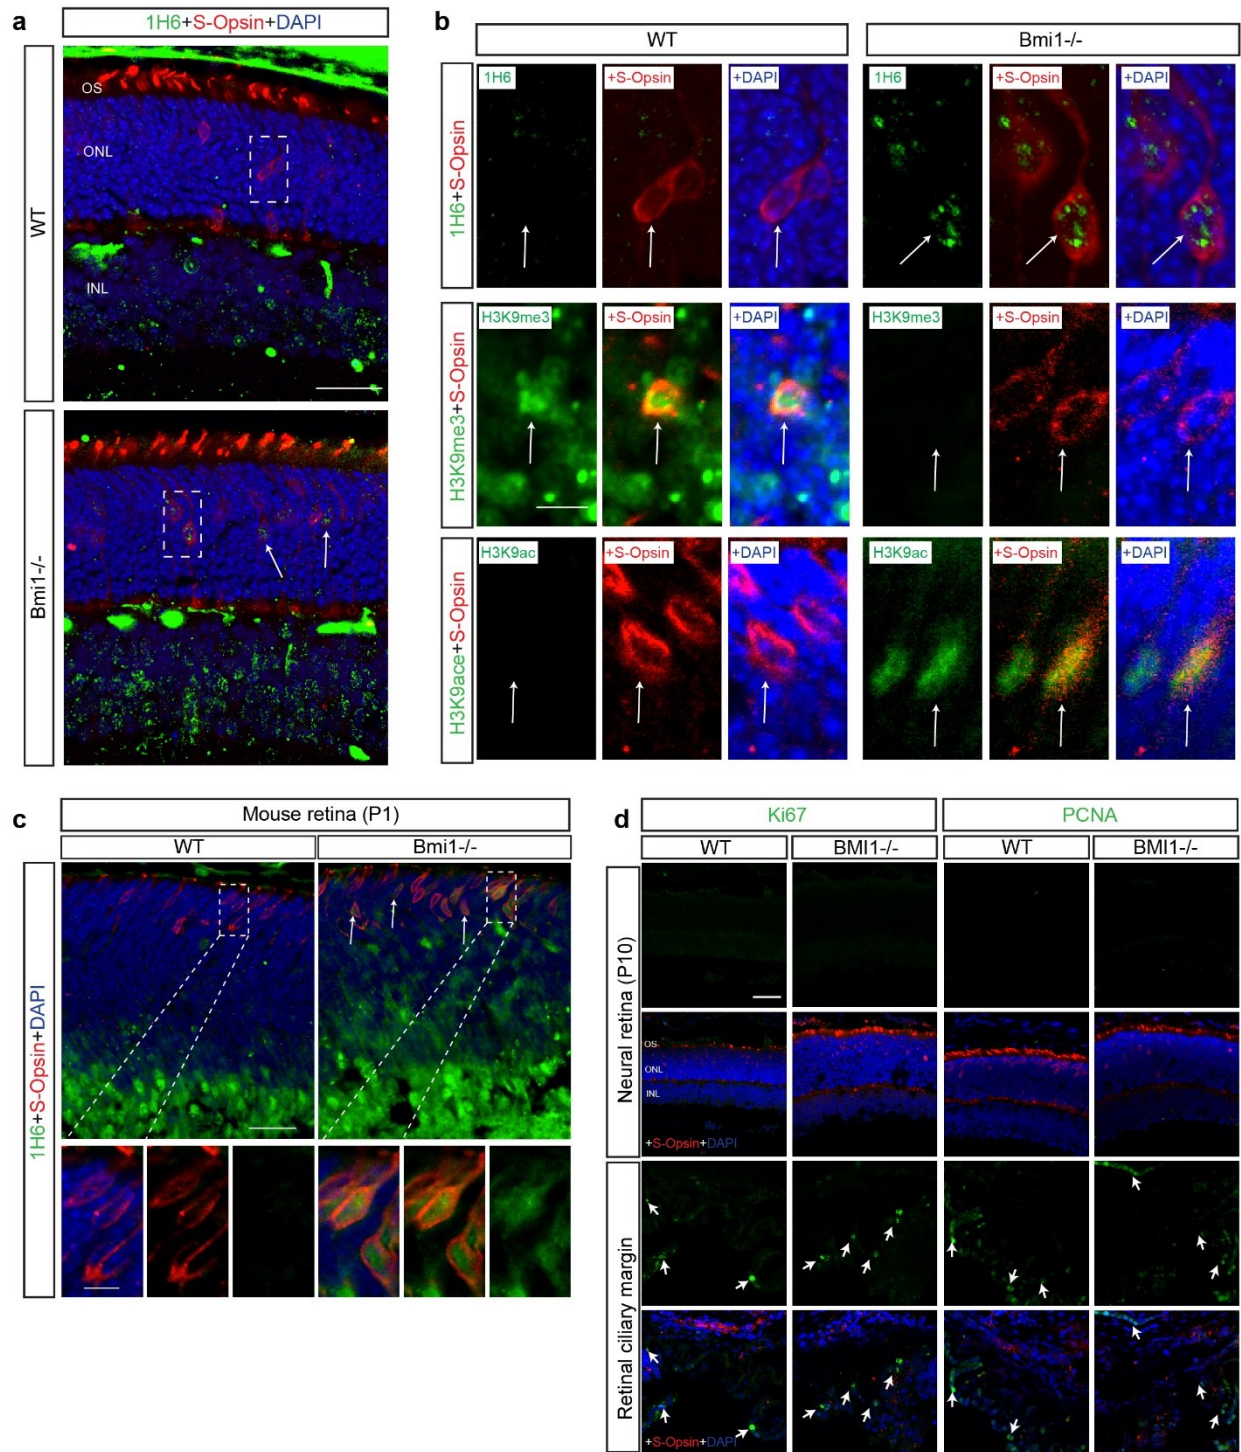 a
1H6+S-Opsin+DAPI
WT
OS
ONL
INL
Bmi1-/-
b
WT
Bmi1-/-
1H6+S-Opsin
1H6
+S-Opsin
+DAPI
1H6
+S-Opsin
+DAPI
H3K9me3+S-Opsin
H3K9me3
+S-Opsin
+DAPI
H3K9me3
+S-Opsin
+DAPI
H3K9ace+S-Opsin
H3K9ac
+S-Opsin
+DAPI
H3K9ac
+S-Opsin
+DAPI
c
Mouse retina (P1)
WT
Bmi1-/-
1H6+S-Opsin+DAPI
d
Ki67
PCNA
WT
BMI1-/-
WT
BMI1-/-
Neural retina (P10)
OS
ONL
INL
+S-Opsin+DAPI
Retinal ciliary margin
+S-Opsin+DAPI